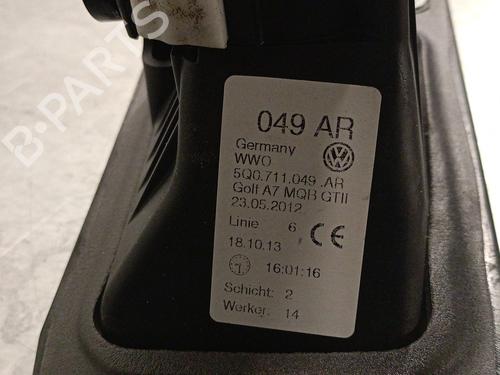 B-PARTS
049 AR
Germany
WWO
5Q0.711.049 .AR
Golf A7 MQB GTII
23.05.2012
Linie 6 CE
18.10.13
16:01:16
Schicht: 2
Werker: 14